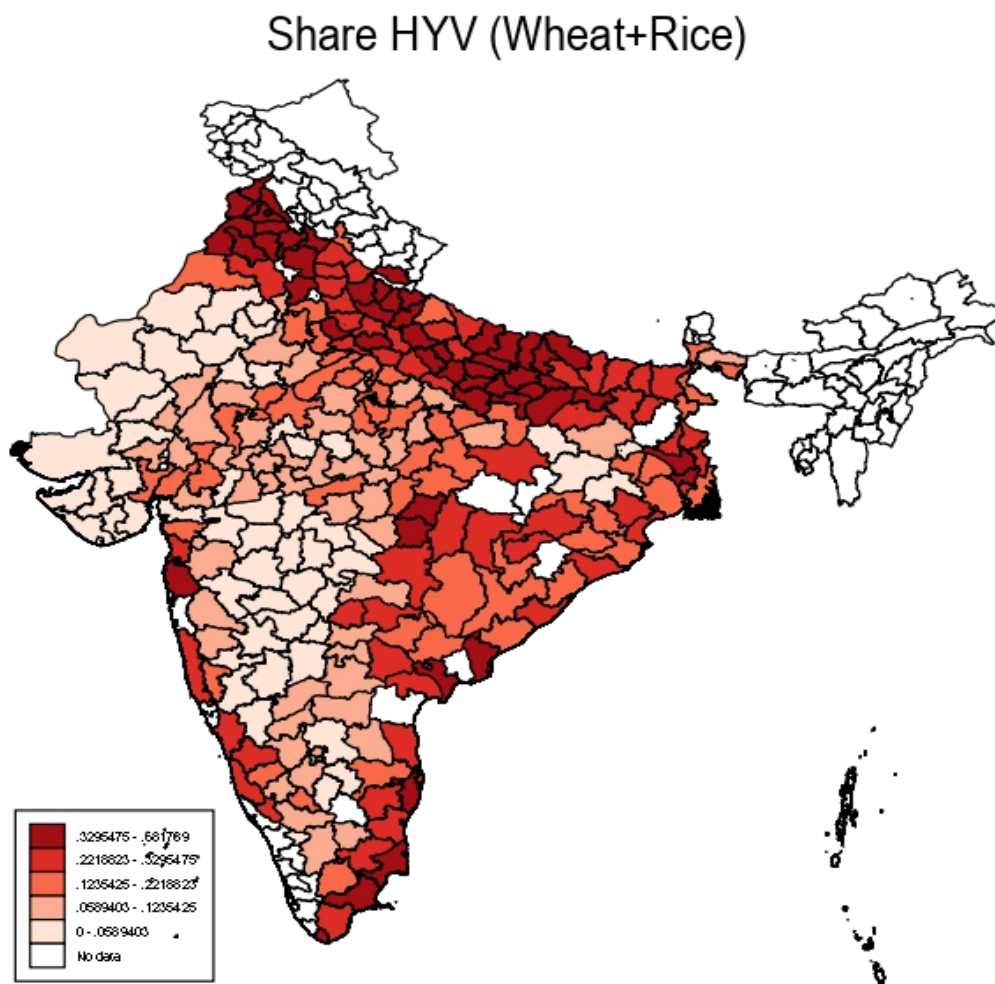 Share HYV (Wheat+Rice)
.3295475 - .681769
.2218823 - .3295475
.1235425 - .2218823
.0589403 - .1235425
0 - .0589403
No data